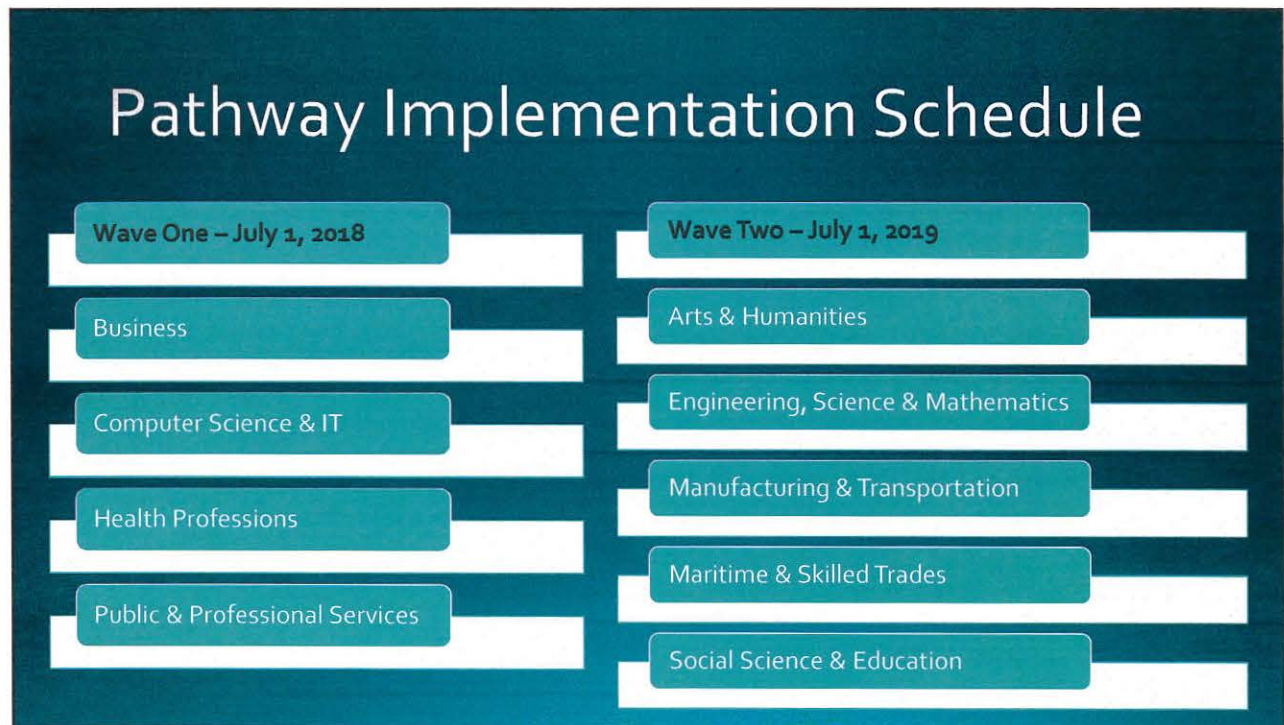 Pathway Implementation Schedule
Wave One – July 1, 2018
Business
Computer Science & IT
Health Professions
Public & Professional Services
Wave Two – July 1, 2019
Arts & Humanities
Engineering, Science & Mathematics
Manufacturing & Transportation
Maritime & Skilled Trades
Social Science & Education